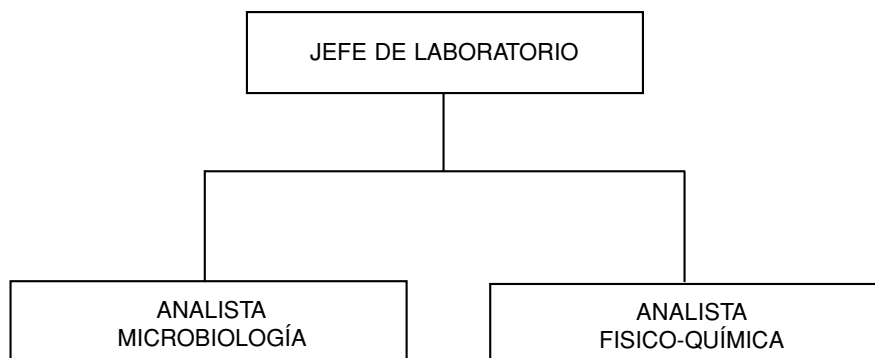 JEFE DE LABORATORIO
ANALISTA
MICROBIOLOGÍA
ANALISTA
FISICO-QUÍMICA